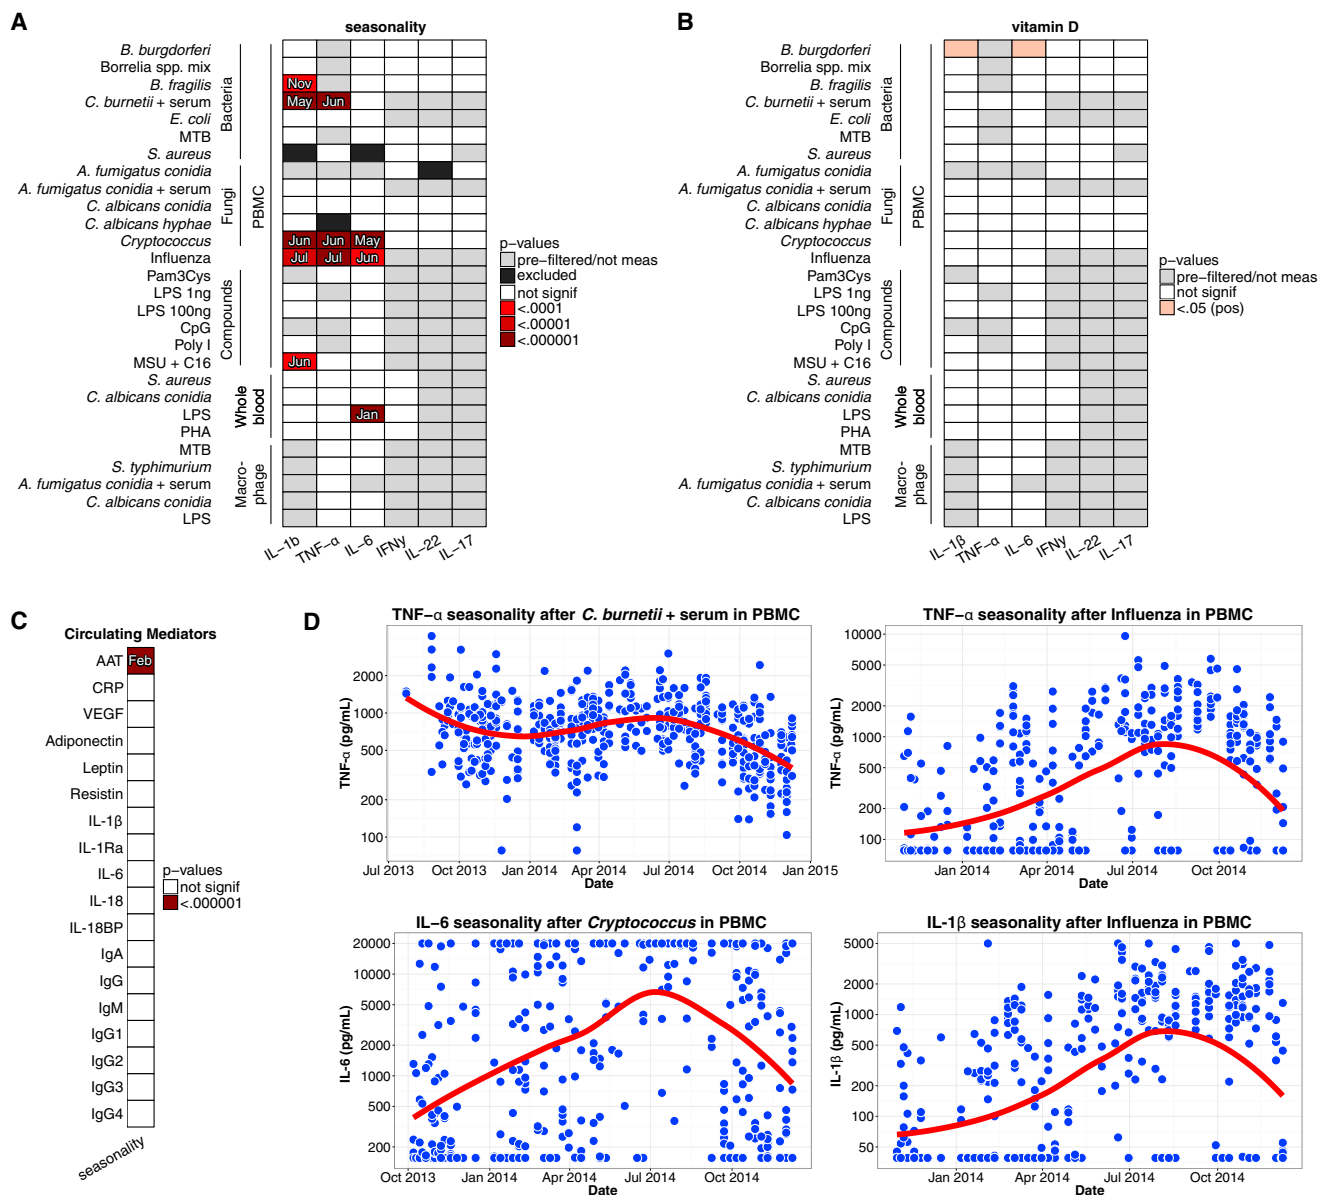 A
seasonality
B. burgdorferi
Borrelia spp. mix
B. fragilis
C. burnetii + serum
E. coli
MTB
S. aureus
A. fumigatus conidia
A. fumigatus conidia + serum
C. albicans conidia
C. albicans hyphae
Cryptococcus
Influenza
Pam3Cys
LPS 1ng
LPS 100ng
CpG
Poly I
MSU + C16
S. aureus
C. albicans conidia
LPS
PHA
MTB
S. typhimurium
A. fumigatus conidia + serum
C. albicans conidia
LPS
Bacteria
Fungi
PBMC
Compounds
Whole
blood
Macro-
phage
Nov
May Jun
Jun Jun May
Jul Jul Jun
Jun
Jan
IL-1b TNF-α IL-6 IFNy IL-22 IL-17
p-values
pre-filtered/not meas
excluded
not signif
<.0001
<.00001
<.000001
B
vitamin D
B. burgdorferi
Borrelia spp. mix
B. fragilis
C. burnetii + serum
E. coli
MTB
S. aureus
A. fumigatus conidia
A. fumigatus conidia + serum
C. albicans conidia
C. albicans hyphae
Cryptococcus
Influenza
Pam3Cys
LPS 1ng
LPS 100ng
CpG
Poly I
MSU + C16
S. aureus
C. albicans conidia
LPS
PHA
MTB
S. typhimurium
A. fumigatus conidia + serum
C. albicans conidia
LPS
Bacteria
Fungi
PBMC
Compounds
Whole
blood
Macro-
phage
IL-1β TNF-α IL-6 IFNy IL-22 IL-17
p-values
pre-filtered/not meas
not signif
<.05 (pos)
C
Circulating Mediators
AAT Feb
CRP
VEGF
Adiponectin
Leptin
Resistin
IL-1β
IL-1Ra
IL-6
IL-18
IL-18BP
IgA
IgG
IgM
IgG1
IgG2
IgG3
IgG4
seasonality
p-values
not signif
<.000001
D
TNF-α seasonality after C. burnetii + serum in PBMC
TNF-α (pg/mL)
2000
1000
500
200
100
Jul 2013 Oct 2013 Jan 2014 Apr 2014 Jul 2014 Oct 2014 Jan 2015
Date
TNF-α seasonality after Influenza in PBMC
TNF-α (pg/mL)
10000
5000
2000
1000
500
200
100
Jan 2014 Apr 2014 Jul 2014 Oct 2014
Date
IL-6 seasonality after Cryptococcus in PBMC
IL-6 (pg/mL)
20000
10000
5000
2000
1000
500
200
Oct 2013 Jan 2014 Apr 2014 Jul 2014 Oct 2014
Date
IL-1β seasonality after Influenza in PBMC
IL-1β (pg/mL)
5000
2000
1000
500
200
100
50
Jan 2014 Apr 2014 Jul 2014 Oct 2014
Date